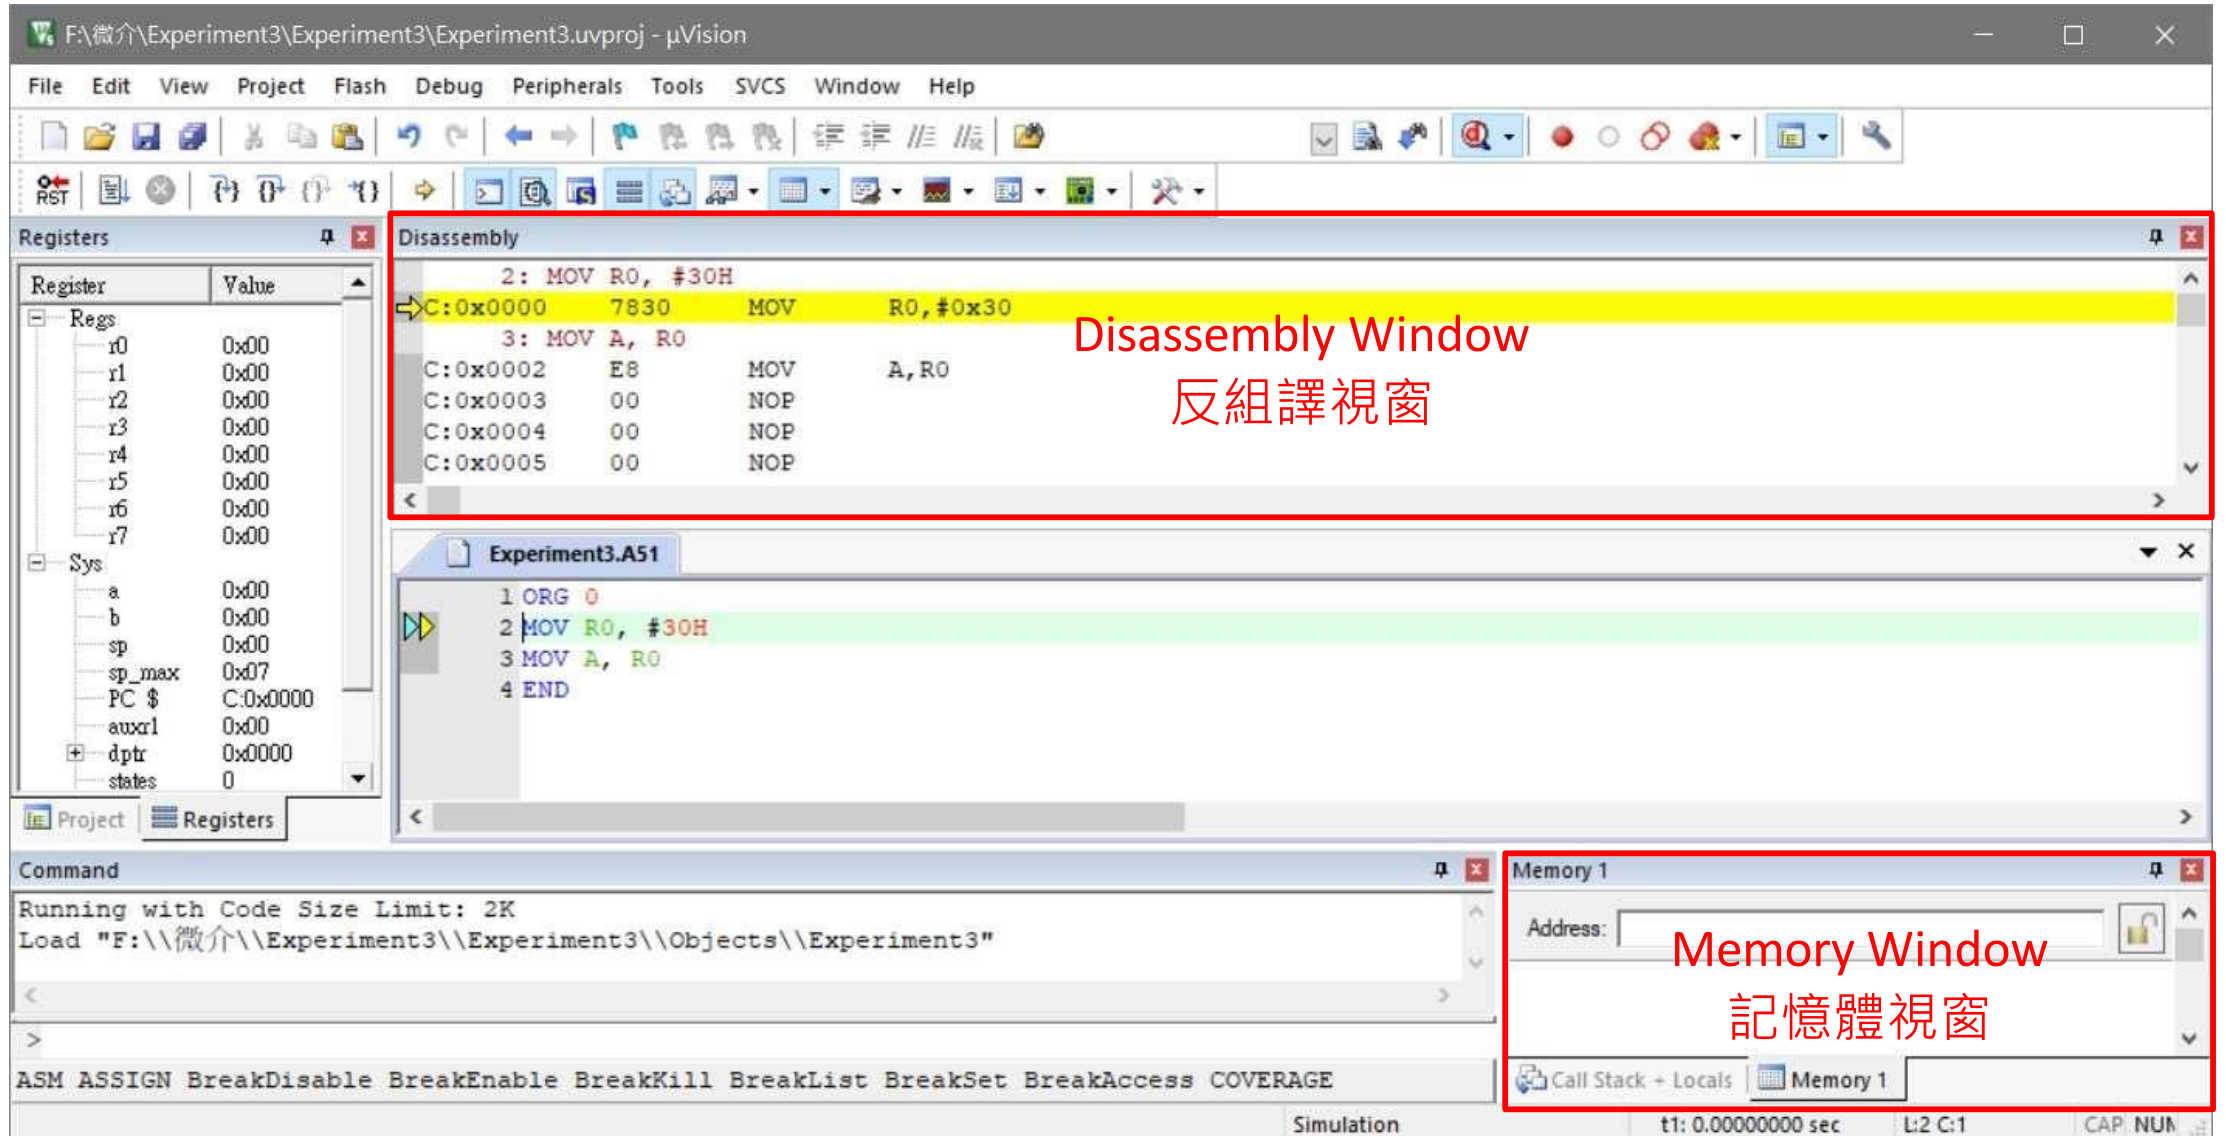 F:\微介\Experiment3\Experiment3\Experiment3.uvproj - µVision
File Edit View Project Flash Debug Peripherals Tools SVCS Window Help
RST
Registers
Register Value
Regs
r0 0x00
r1 0x00
r2 0x00
r3 0x00
r4 0x00
r5 0x00
r6 0x00
r7 0x00
Sys
a 0x00
b 0x00
sp 0x00
sp_max 0x07
PC $ C:0x0000
auxr1 0x00
dptr 0x0000
states 0
Project Registers
Disassembly
2: MOV R0, #30H
C:0x0000 7830 MOV R0,#0x30
3: MOV A, R0
C:0x0002 E8 MOV A,R0
C:0x0003 00 NOP
C:0x0004 00 NOP
C:0x0005 00 NOP
Disassembly Window
反組譯視窗
Experiment3.A51
1 ORG 0
2 MOV R0, #30H
3 MOV A, R0
4 END
Command
Running with Code Size Limit: 2K
Load "F:\\微介\\Experiment3\\Experiment3\\Objects\\Experiment3"
>
ASM ASSIGN BreakDisable BreakEnable BreakKill BreakList BreakSet BreakAccess COVERAGE
Memory 1
Address:
Memory Window
記憶體視窗
Call Stack + Locals Memory 1
Simulation t1: 0.00000000 sec L:2 C:1 CAP NUM